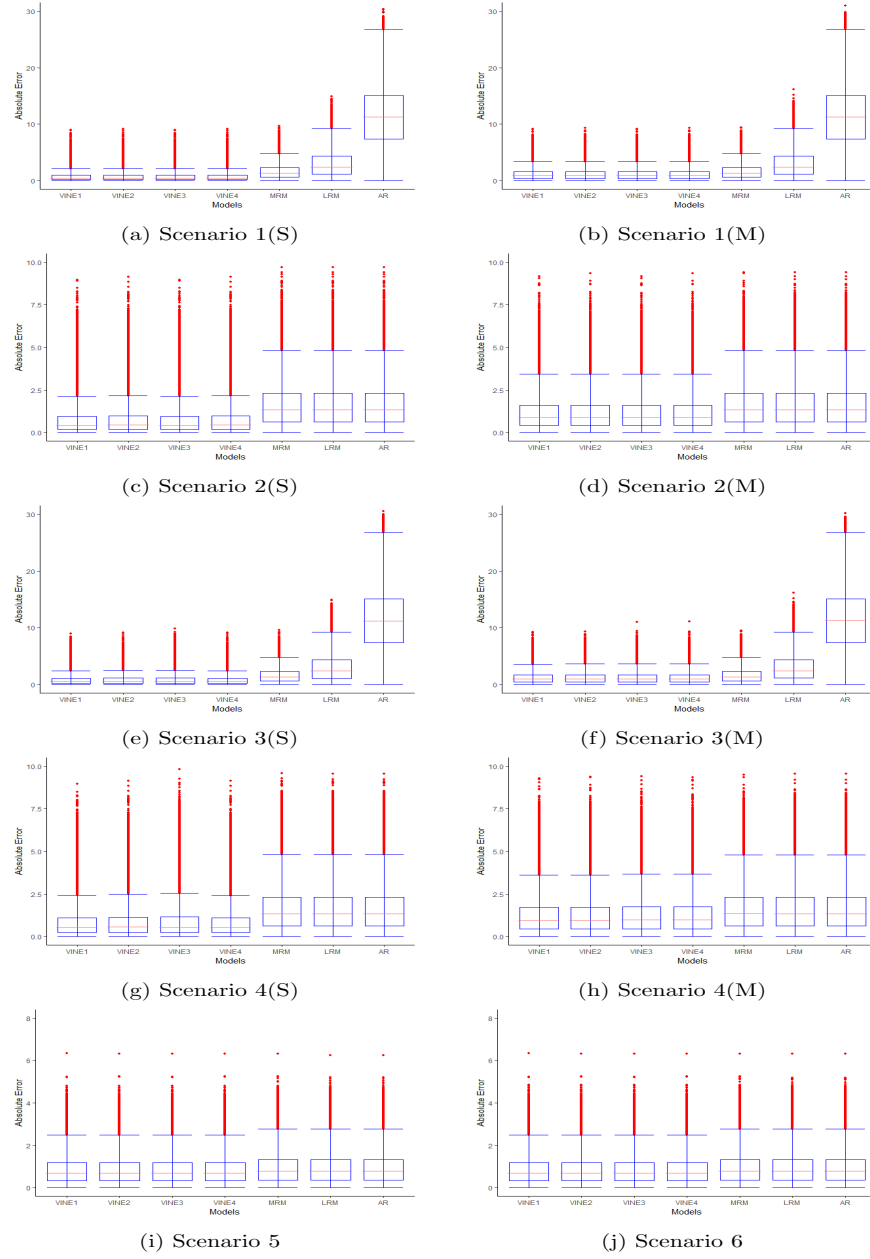 Absolute Error
30
20
10
0
VINE1 VINE2 VINE3 VINE4 MRM LRM AR
Models
(a) Scenario 1(S)
Absolute Error
30
20
10
0
VINE1 VINE2 VINE3 VINE4 MRM LRM AR
Models
(b) Scenario 1(M)
Absolute Error
10.0
7.5
5.0
2.5
0.0
VINE1 VINE2 VINE3 VINE4 MRM LRM AR
Models
(c) Scenario 2(S)
Absolute Error
10.0
7.5
5.0
2.5
0.0
VINE1 VINE2 VINE3 VINE4 MRM LRM AR
Models
(d) Scenario 2(M)
Absolute Error
30
20
10
0
VINE1 VINE2 VINE3 VINE4 MRM LRM AR
Models
(e) Scenario 3(S)
Absolute Error
30
20
10
0
VINE1 VINE2 VINE3 VINE4 MRM LRM AR
Models
(f) Scenario 3(M)
Absolute Error
10.0
7.5
5.0
2.5
0.0
VINE1 VINE2 VINE3 VINE4 MRM LRM AR
Models
(g) Scenario 4(S)
Absolute Error
10.0
7.5
5.0
2.5
0.0
VINE1 VINE2 VINE3 VINE4 MRM LRM AR
Models
(h) Scenario 4(M)
Absolute Error
8
6
4
2
0
VINE1 VINE2 VINE3 VINE4 MRM LRM AR
Models
(i) Scenario 5
Absolute Error
8
6
4
2
0
VINE1 VINE2 VINE3 VINE4 MRM LRM AR
Models
(j) Scenario 6